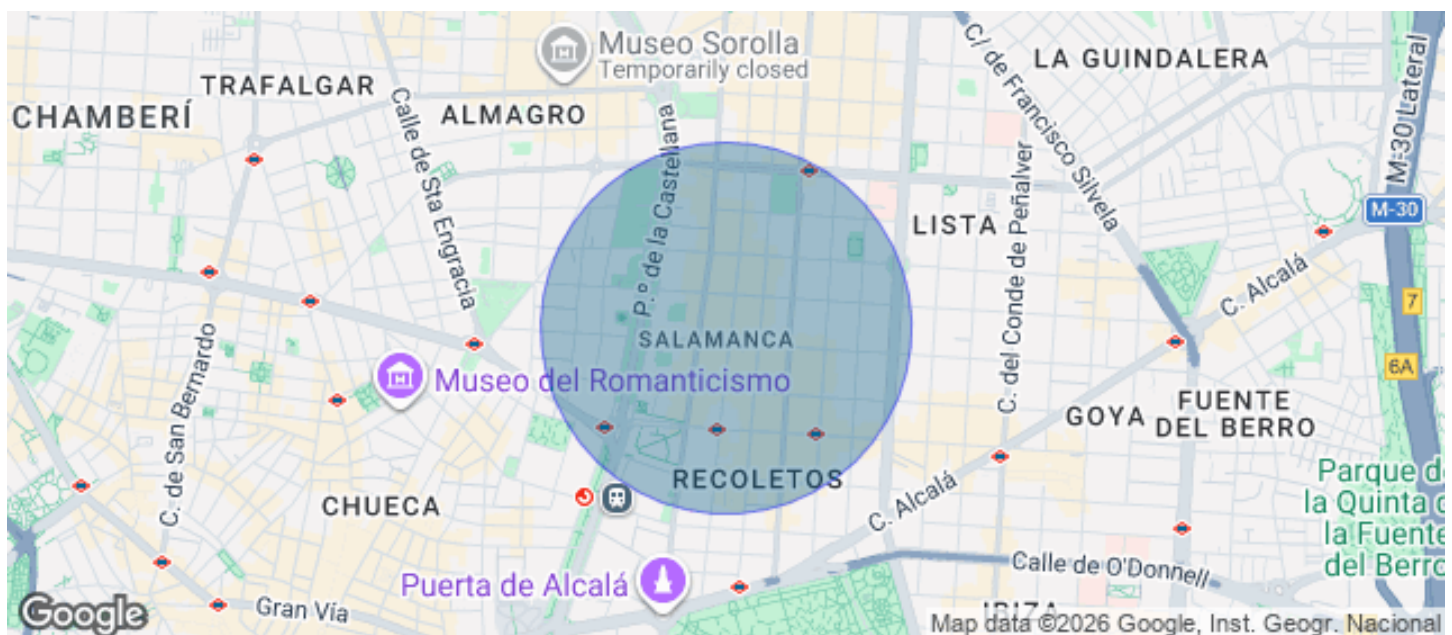 Museo Sorolla
Temporarily closed
C/ de Francisco Silvela
LA GUINDALERA
M-30 Lateral
TRAFALGAR
CHAMBERÍ
ALMAGRO
Calle de Sta Engracia
P.º de la Castellana
C. del Conde de Peñalver
M-30
LISTA
C. Alcalá
7
SALAMANCA
6A
Museo del Romanticismo
C. de San Bernardo
GOYA
FUENTE
DEL BERRO
RECOLETOS
CHUECA
C. Alcalá
Parque d
la Quinta
la Fuente
del Berro
Calle de O'Donnell
Puerta de Alcalá
Gran Vía
IBIZA
Google
Map data ©2026 Google, Inst. Geogr. Nacional